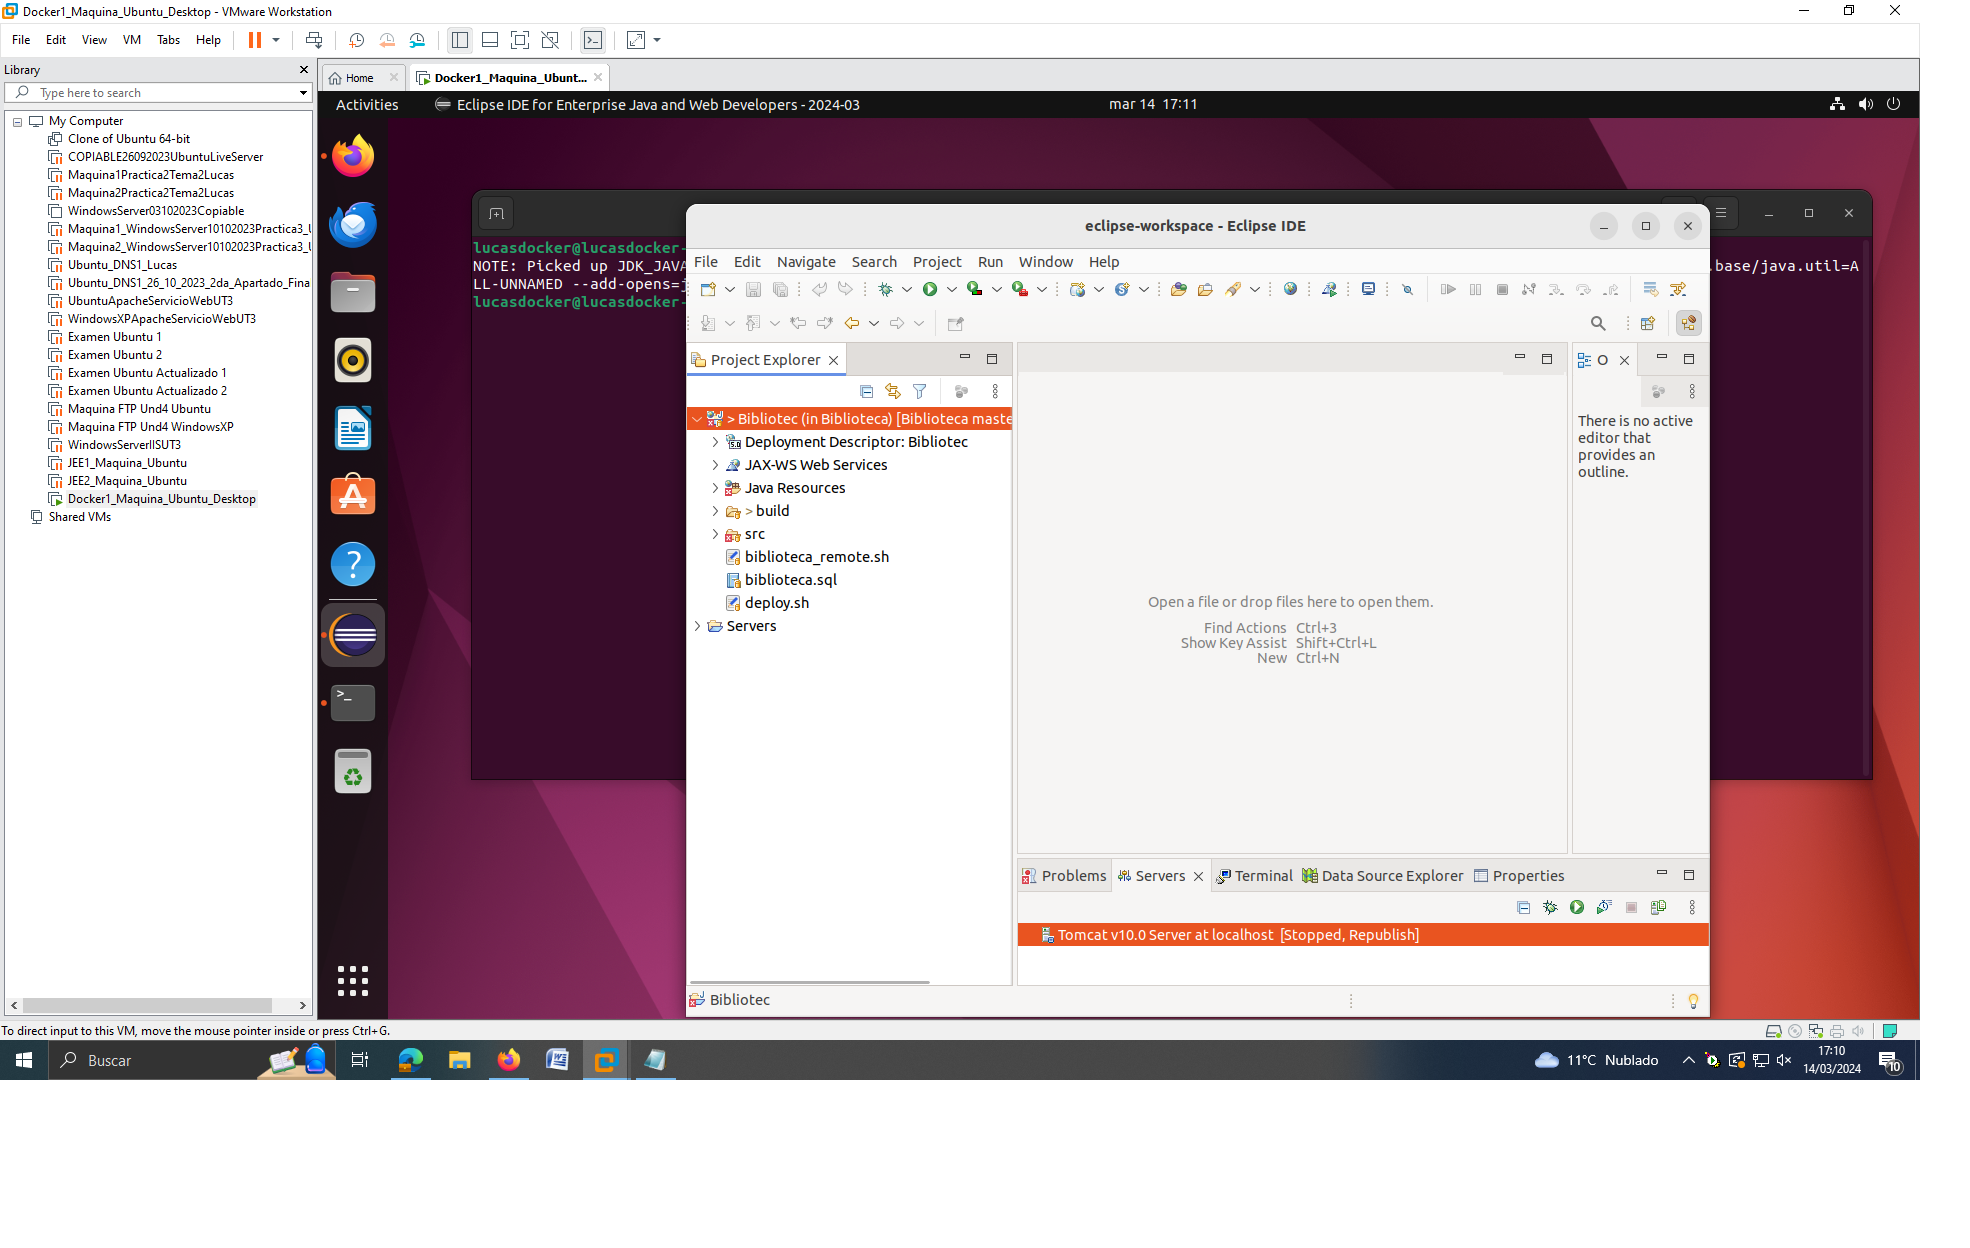 Docker1_Maquina_Ubuntu_Desktop - VMware Workstation
File Edit View VM Tabs Help
Library
Type here to search
My Computer
Clone of Ubuntu 64-bit
COPIABLE26092023UbuntuLiveServer
Maquina1Practica2Tema2Lucas
Maquina2Practica2Tema2Lucas
WindowsServer03102023Copiable
Maquina1_WindowsServer10102023Practica3_U
Maquina2_WindowsServer10102023Practica3_U
Ubuntu_DNS1_Lucas
Ubuntu_DNS1_26_10_2023_2da_Apartado_Fina
UbuntuApacheServicioWebUT3
WindowsXPApacheServicioWebUT3
Examen Ubuntu 1
Examen Ubuntu 2
Examen Ubuntu Actualizado 1
Examen Ubuntu Actualizado 2
Maquina FTP Und4 Ubuntu
Maquina FTP Und4 WindowsXP
WindowsServerIISUT3
JEE1_Maquina_Ubuntu
JEE2_Maquina_Ubuntu
Docker1_Maquina_Ubuntu_Desktop
Shared VMs
Home Docker1_Maquina_Ubunt...
Activities Eclipse IDE for Enterprise Java and Web Developers - 2024-03 mar 14 17:11
lucasdocker@lucasdocker-
NOTE: Picked up JDK_JAVA .base/java.util=A
LL-UNNAMED --add-opens=j
lucasdocker@lucasdocker-
eclipse-workspace - Eclipse IDE
File Edit Navigate Search Project Run Window Help
Project Explorer
> Bibliotec (in Biblioteca) [Biblioteca maste
Deployment Descriptor: Bibliotec
JAX-WS Web Services
Java Resources
> build
src
biblioteca_remote.sh
biblioteca.sql
deploy.sh
Servers
Open a file or drop files here to open them.
Find Actions Ctrl+3
Show Key Assist Shift+Ctrl+L
New Ctrl+N
O
There is no active
editor that
provides an
outline.
Problems Servers Terminal Data Source Explorer Properties
Tomcat v10.0 Server at localhost [Stopped, Republish]
Bibliotec
To direct input to this VM, move the mouse pointer inside or press Ctrl+G.
Buscar
11°C Nublado
17:10
14/03/2024
10